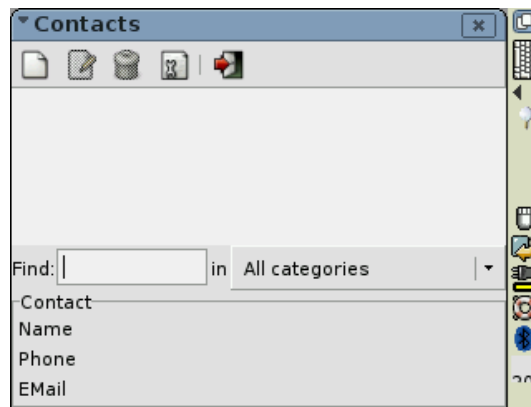 Contacts
Find: in All categories
Contact
Name
Phone
EMail